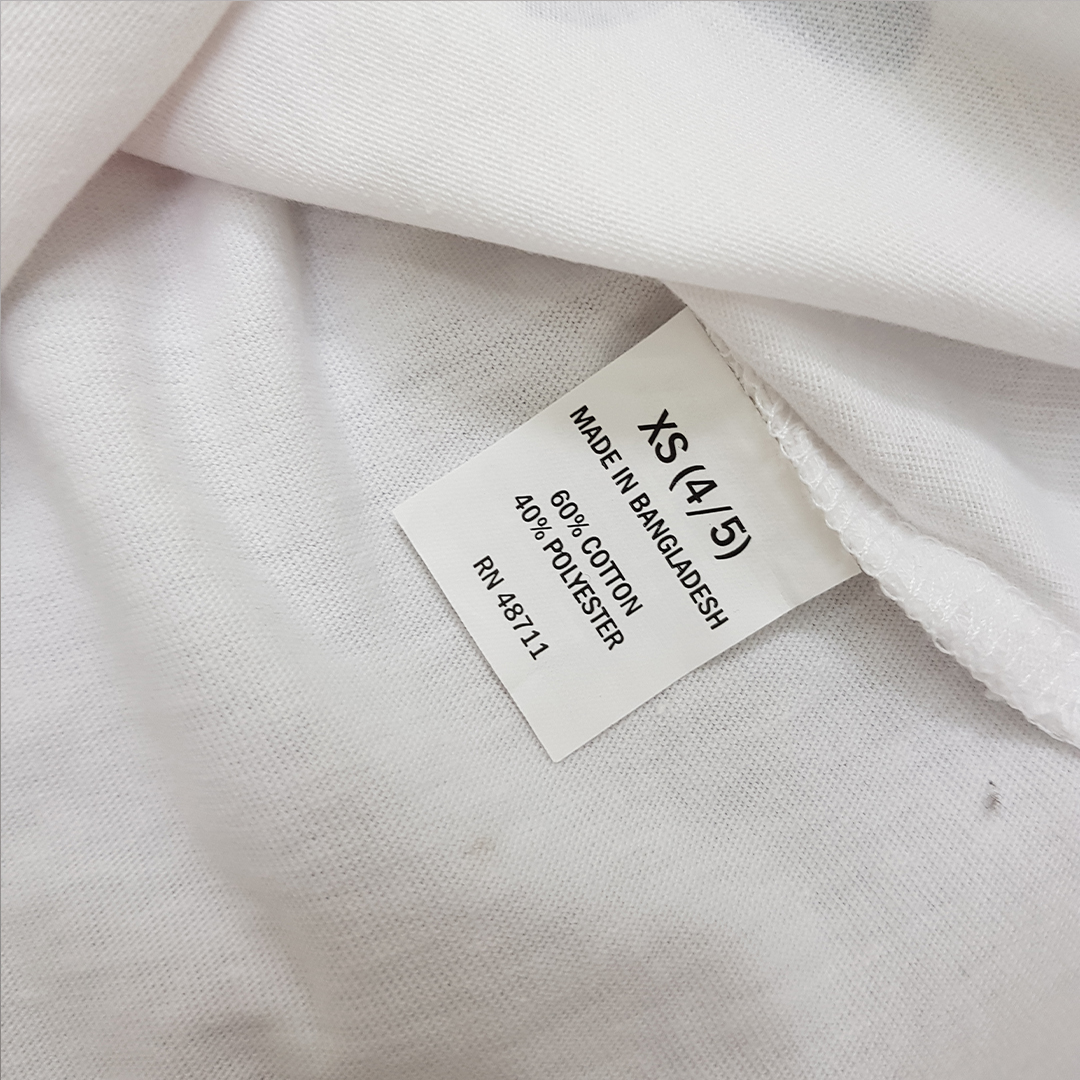 XS (4/5)
MADE IN BANGLADESH
60% COTTON
40% POLYESTER
RN 48711